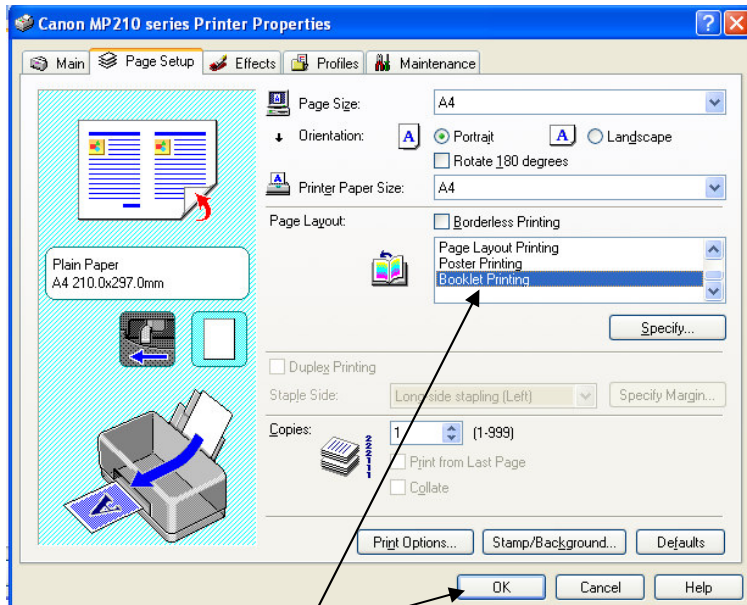 Canon MP210 series Printer Properties
Main Page Setup Effects Profiles Maintenance
Page Size: A4
Orientation: A Portrait A Landscape
Rotate 180 degrees
Printer Paper Size: A4
Page Layout: Borderless Printing
Page Layout Printing
Poster Printing
Booklet Printing
Plain Paper
A4 210.0x297.0mm
Specify...
Duplex Printing
Staple Side: Long-side stapling (Left) Specify Margin...
Copies: 1 (1-999)
Print from Last Page
Collate
Print Options... Stamp/Background... Defaults
OK Cancel Help